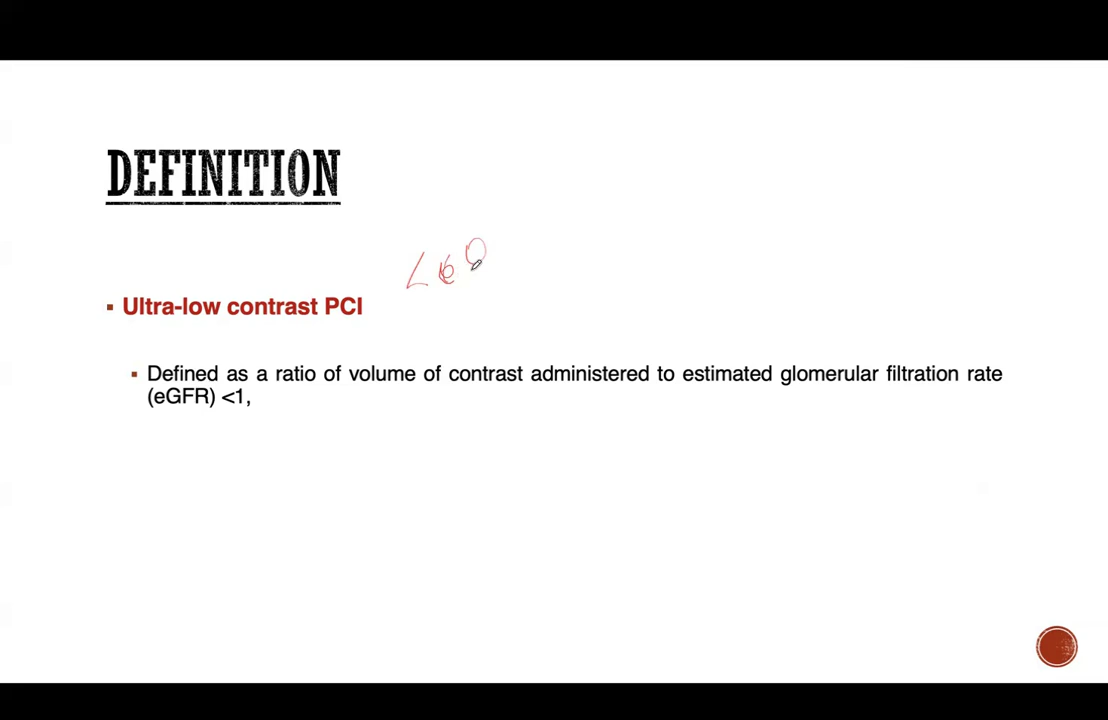 DEFINITION
▪ Ultra-low contrast PCI
▪ Defined as a ratio of volume of contrast administered to estimated glomerular filtration rate
(eGFR) <1,